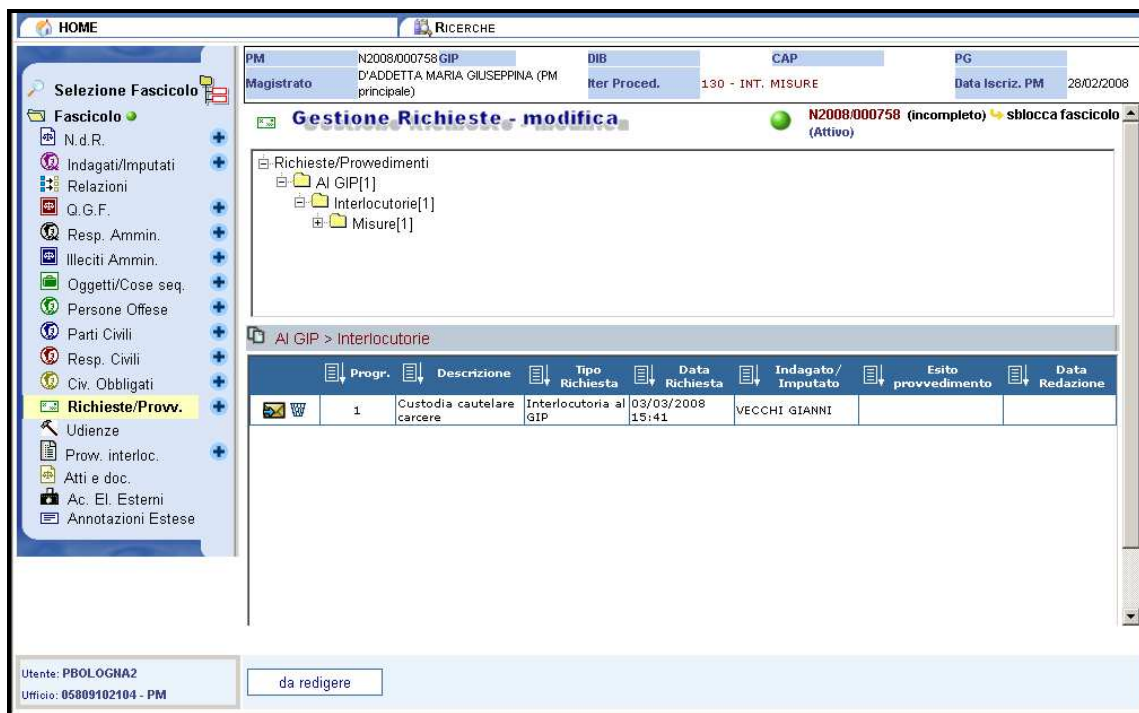 HOME
RICERCHE
PM N2008/000758 GIP DIB CAP PG
Magistrato D'ADDETTA MARIA GIUSEPPINA (PM principale) Iter Proced. 130 - INT. MISURE Data Iscriz. PM 28/02/2008
Selezione Fascicolo
Fascicolo
N.d.R.
Indagati/Imputati
Relazioni
Q.G.F.
Resp. Ammin.
Illeciti Ammin.
Oggetti/Cose seq.
Persone Offese
Parti Civili
Resp. Civili
Civ. Obbligati
Richieste/Provv.
Udienze
Provv. interloc.
Atti e doc.
Ac. El. Esterni
Annotazioni Estese
Gestione Richieste - modifica
N2008/000758 (incompleto) sblocca fascicolo
(Attivo)
Richieste/Provvedimenti
Al GIP[1]
Interlocutorie[1]
Misure[1]
Al GIP > Interlocutorie
Progr. Descrizione Tipo Richiesta Data Richiesta Indagato/Imputato Esito provvedimento Data Redazione
1 Custodia cautelare carcere Interlocutoria al GIP 03/03/2008 15:41 VECCHI GIANNI
Utente: PBOLOGNA2
Ufficio: 05809102104 - PM
da redigere